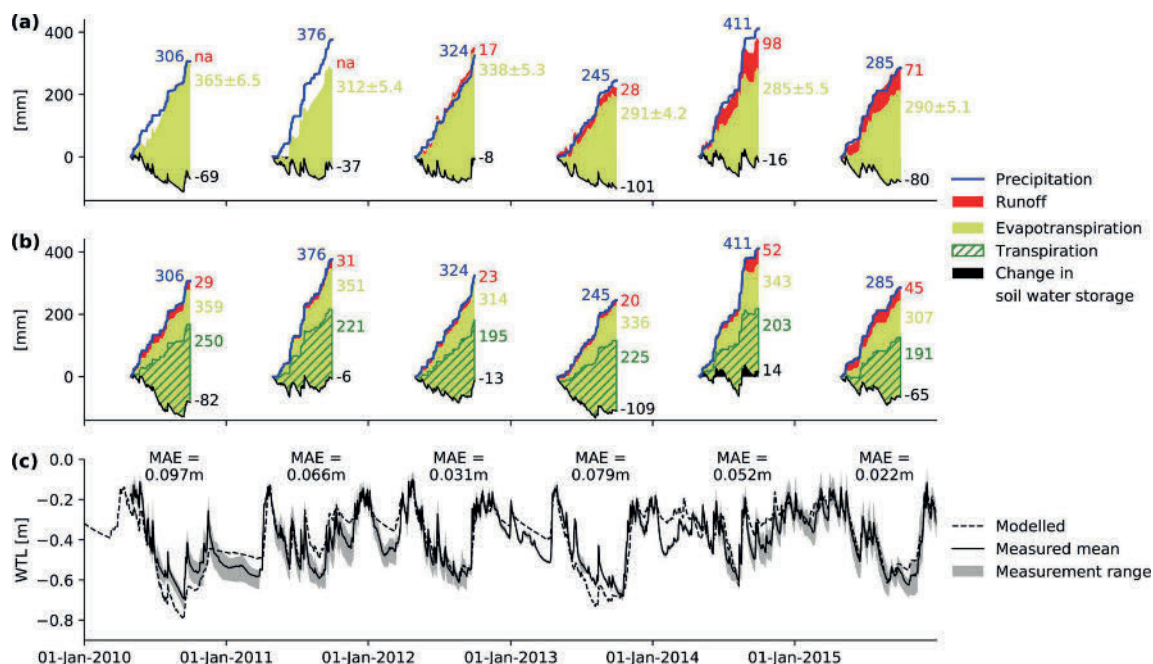 (a)
400
200
0
[mm]
306
na
365±6.5
-69
376
na
312±5.4
-37
324
17
338±5.3
-8
245
28
291±4.2
-101
411
98
285±5.5
-16
285
71
290±5.1
-80
Precipitation
Runoff
Evapotranspiration
Transpiration
Change in
soil water storage
(b)
400
200
0
[mm]
306
29
359
250
-82
376
31
351
221
-6
324
23
314
195
-13
245
20
336
225
-109
411
52
343
203
14
285
45
307
191
-65
(c)
0.0
−0.2
−0.4
−0.6
−0.8
WTL [m]
MAE =
0.097m
MAE =
0.066m
MAE =
0.031m
MAE =
0.079m
MAE =
0.052m
MAE =
0.022m
Modelled
Measured mean
Measurement range
01-Jan-2010
01-Jan-2011
01-Jan-2012
01-Jan-2013
01-Jan-2014
01-Jan-2015